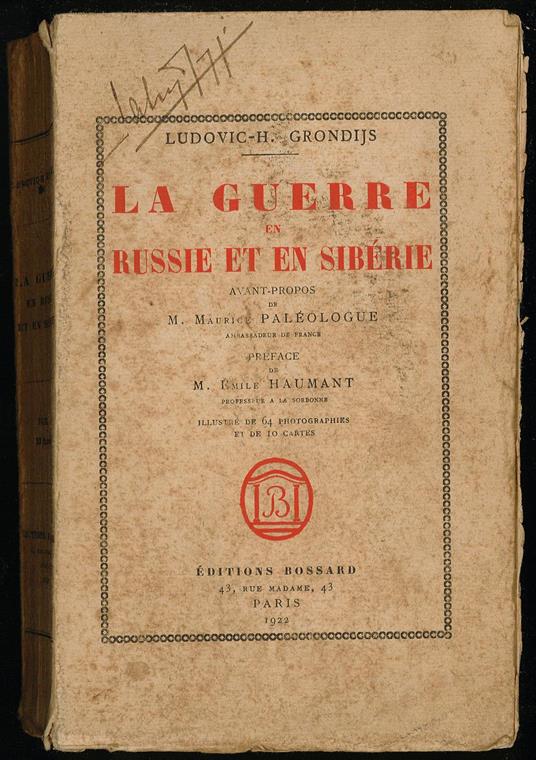 LUDOVIC-H. GRONDIJS
LA GUERRE
EN
RUSSIE ET EN SIBÉRIE
AVANT-PROPOS
DE
M. MAURICE PALÉOLOGUE
AMBASSADEUR DE FRANCE
PRÉFACE
DE
M. ÉMILE HAUMANT
PROFESSEUR A LA SORBONNE
ILLUSTRÉ DE 64 PHOTOGRAPHIES
ET DE 10 CARTES
B
ÉDITIONS BOSSARD
43, RUE MADAME, 43
PARIS
1922